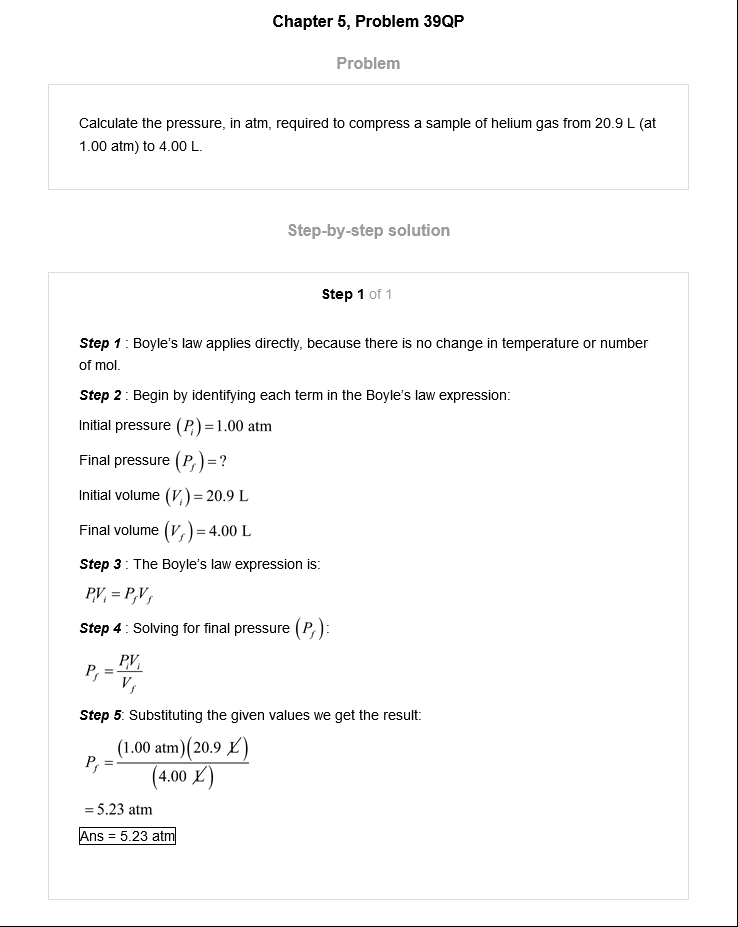 Chapter 5, Problem 39QP
Problem
Calculate the pressure, in atm, required to compress a sample of helium gas from 20.9 L (at
1.00 atm) to 4.00 L.
Step-by-step solution
Step 1 of 1
Step 1 : Boyle's law applies directly, because there is no change in temperature or number
of mol.
Step 2 : Begin by identifying each term in the Boyle's law expression:
Initial pressure (P_i) = 1.00 atm
Final pressure (P_f) = ?
Initial volume (V_i) = 20.9 L
Final volume (V_f) = 4.00 L
Step 3 : The Boyle's law expression is:
P_iV_i = P_fV_f
Step 4 : Solving for final pressure (P_f):
P_f = P_iV_i / V_f
Step 5: Substituting the given values we get the result:
P_f = (1.00 atm)(20.9 L) / (4.00 L)
= 5.23 atm
Ans = 5.23 atm